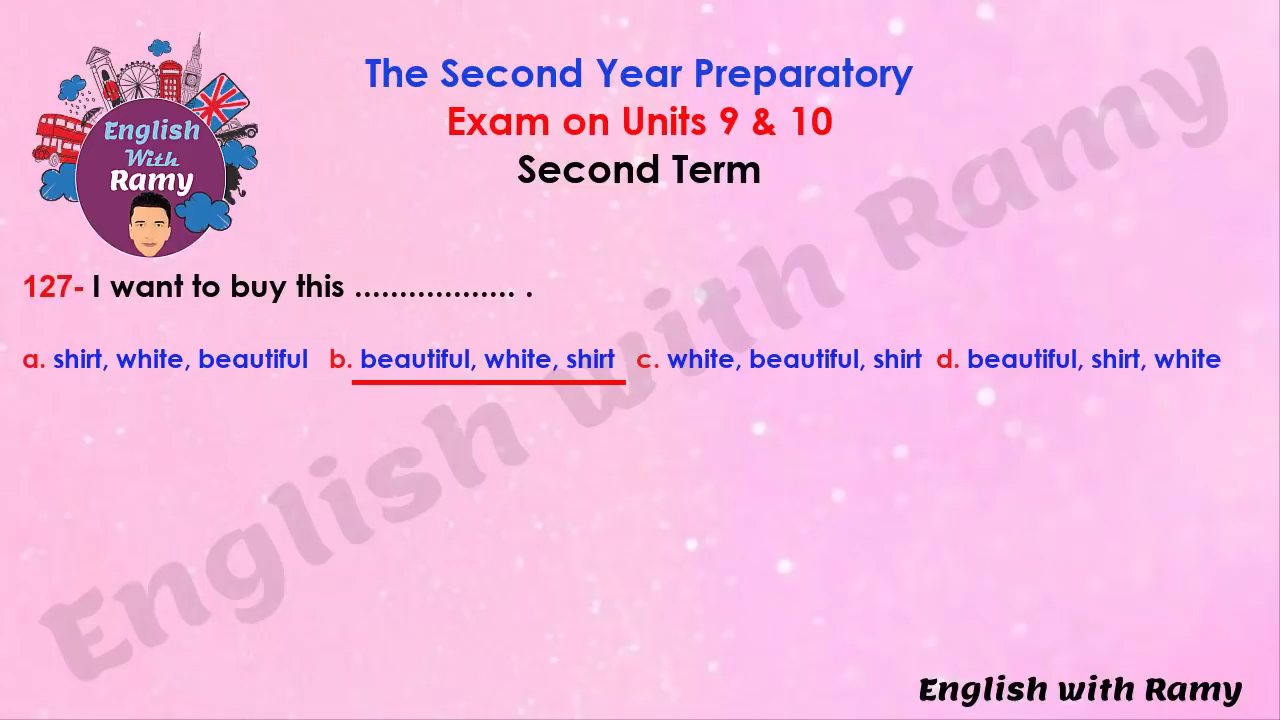 English
With
Ramy
The Second Year Preparatory
Exam on Units 9 & 10
Second Term
127- I want to buy this .................. .
a. shirt, white, beautiful b. beautiful, white, shirt c. white, beautiful, shirt d. beautiful, shirt, white
English with Ramy
English with Ramy